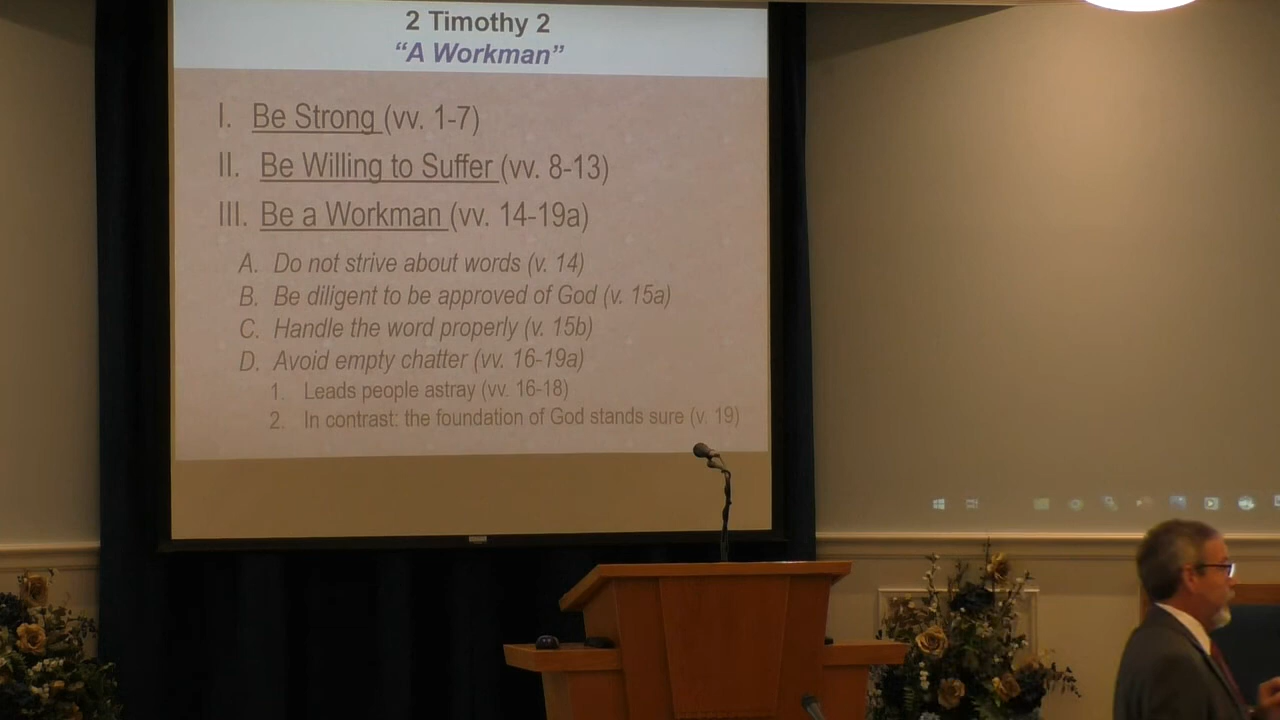 2 Timothy 2
“A Workman”
I. Be Strong (vv. 1-7)
II. Be Willing to Suffer (vv. 8-13)
III. Be a Workman (vv. 14-19a)
A. Do not strive about words (v. 14)
B. Be diligent to be approved of God (v. 15a)
C. Handle the word properly (v. 15b)
D. Avoid empty chatter (vv. 16-19a)
1. Leads people astray (vv. 16-18)
2. In contrast: the foundation of God stands sure (v. 19)